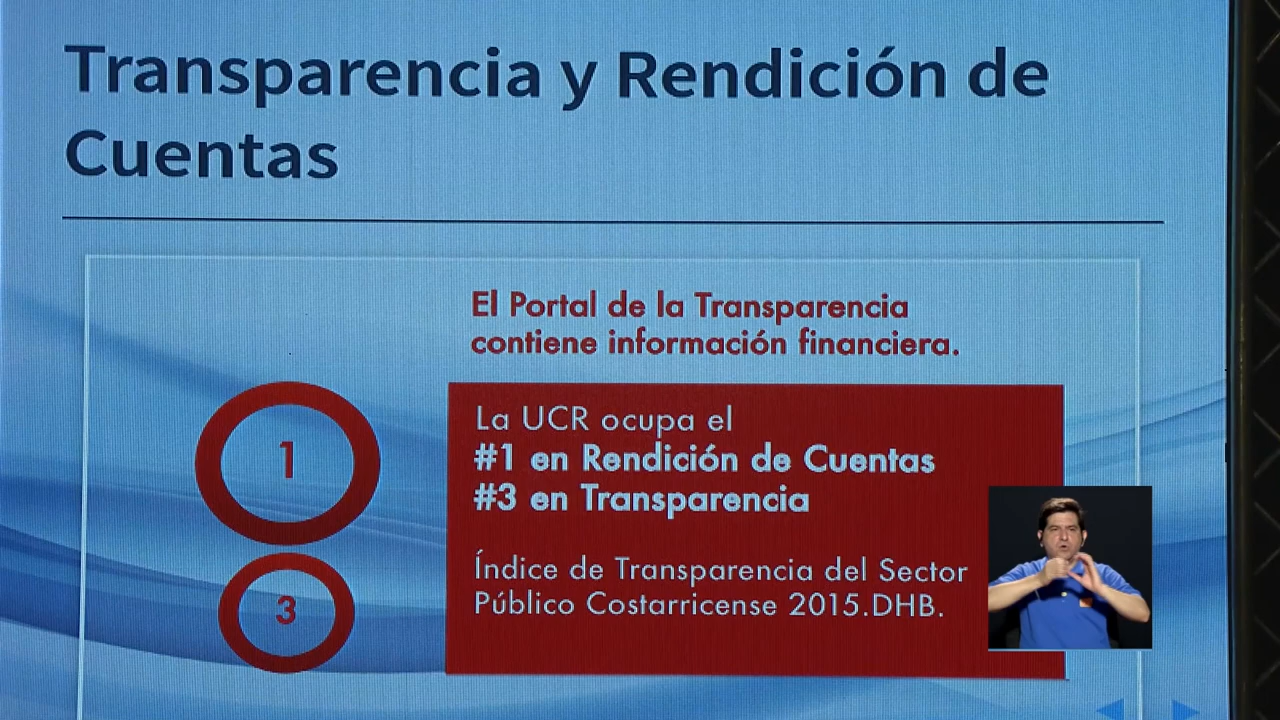 Transparencia y Rendición de
Cuentas
El Portal de la Transparencia
contiene información financiera.
1
La UCR ocupa el
#1 en Rendición de Cuentas
#3 en Transparencia
3
Índice de Transparencia del Sector
Público Costarricense 2015.DHB.